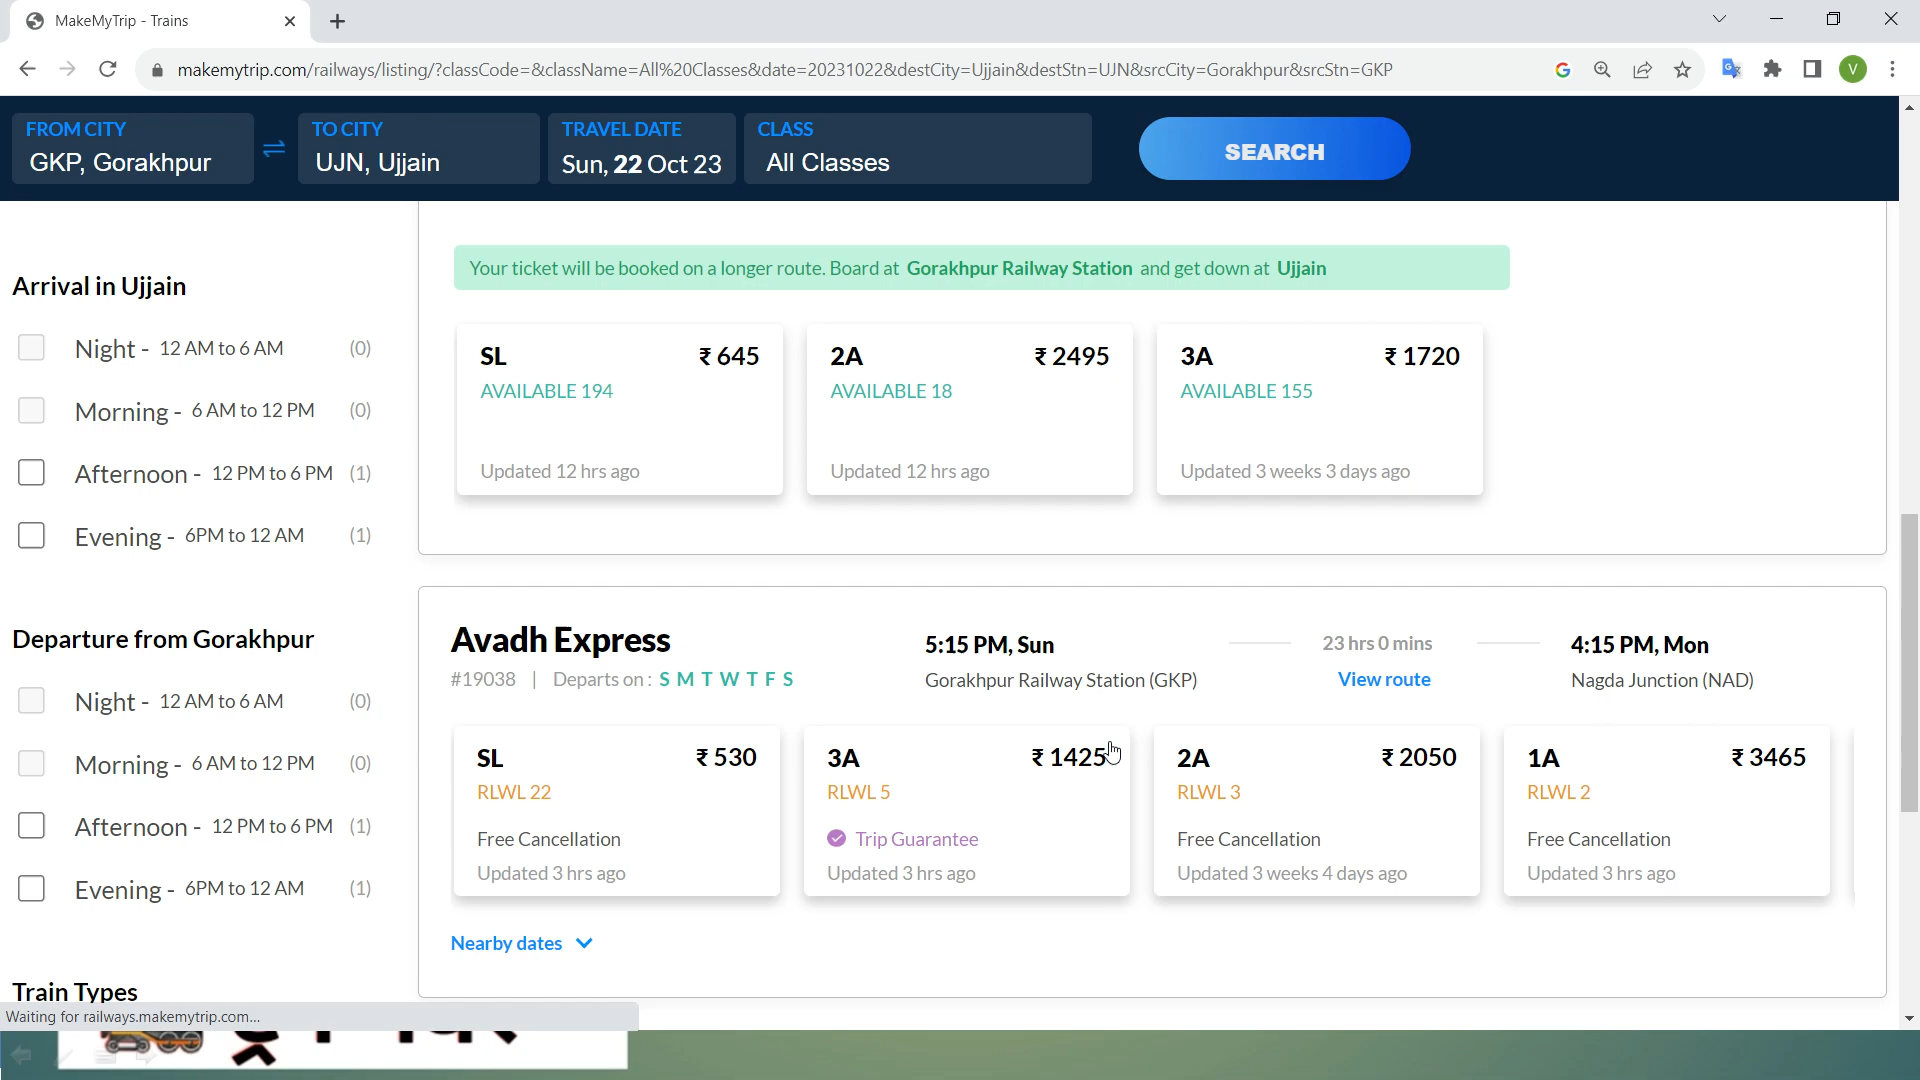 MakeMyTrip - Trains
makemytrip.com/railways/listing/?classCode=&className=All%20Classes&date=20231022&destCity=Ujjain&destStn=UJN&srcCity=Gorakhpur&srcStn=GKP
V
FROM CITY
GKP, Gorakhpur
TO CITY
UJN, Ujjain
TRAVEL DATE
Sun, 22 Oct 23
CLASS
All Classes
SEARCH
Arrival in Ujjain
Night - 12 AM to 6 AM (0)
Morning - 6 AM to 12 PM (0)
Afternoon - 12 PM to 6 PM (1)
Evening - 6PM to 12 AM (1)
Departure from Gorakhpur
Night - 12 AM to 6 AM (0)
Morning - 6 AM to 12 PM (0)
Afternoon - 12 PM to 6 PM (1)
Evening - 6PM to 12 AM (1)
Train Types
Your ticket will be booked on a longer route. Board at Gorakhpur Railway Station and get down at Ujjain
SL ₹ 645
AVAILABLE 194
Updated 12 hrs ago
2A ₹ 2495
AVAILABLE 18
Updated 12 hrs ago
3A ₹ 1720
AVAILABLE 155
Updated 3 weeks 3 days ago
Avadh Express
#19038 | Departs on : S M T W T F S
5:15 PM, Sun
Gorakhpur Railway Station (GKP)
23 hrs 0 mins
View route
4:15 PM, Mon
Nagda Junction (NAD)
SL ₹ 530
RLWL 22
Free Cancellation
Updated 3 hrs ago
3A ₹ 1425
RLWL 5
Trip Guarantee
Updated 3 hrs ago
2A ₹ 2050
RLWL 3
Free Cancellation
Updated 3 weeks 4 days ago
1A ₹ 3465
RLWL 2
Free Cancellation
Updated 3 hrs ago
Nearby dates
Waiting for railways.makemytrip.com...